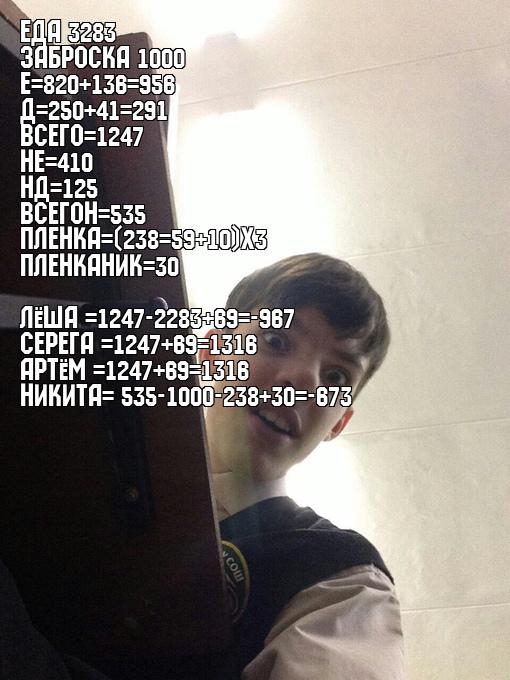 ЕДА 3283
ЗАБРОСКА 1000
Е=820+136=956
Д=250+41=291
ВСЕГО=1247
НЕ=410
НД=125
ВСЕГОН=535
ПЛЕНКА=(238=59+10)X3
ПЛЕНКАНИК=30
ЛЁША =1247-2283+69=-967
СЕРЕГА =1247+69=1316
АРТЁМ =1247+69=1316
НИКИТА= 535-1000-238+30=-673
СОШ